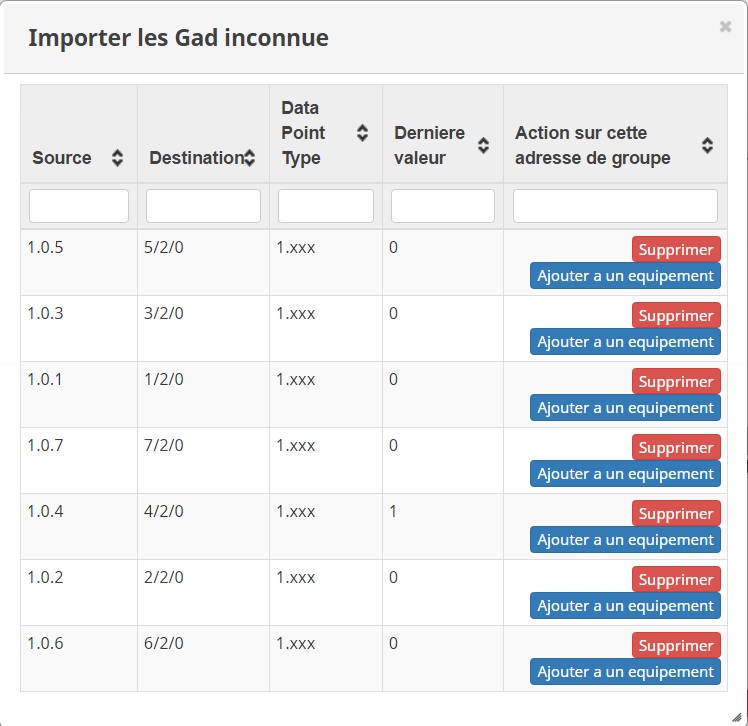 Importer les Gad inconnue
×
Source
Destination
Data
Point
Type
Derniere
valeur
Action sur cette
adresse de groupe
1.0.5 5/2/0 1.xxx 0 Supprimer
Ajouter a un equipement
1.0.3 3/2/0 1.xxx 0 Supprimer
Ajouter a un equipement
1.0.1 1/2/0 1.xxx 0 Supprimer
Ajouter a un equipement
1.0.7 7/2/0 1.xxx 0 Supprimer
Ajouter a un equipement
1.0.4 4/2/0 1.xxx 1 Supprimer
Ajouter a un equipement
1.0.2 2/2/0 1.xxx 0 Supprimer
Ajouter a un equipement
1.0.6 6/2/0 1.xxx 0 Supprimer
Ajouter a un equipement